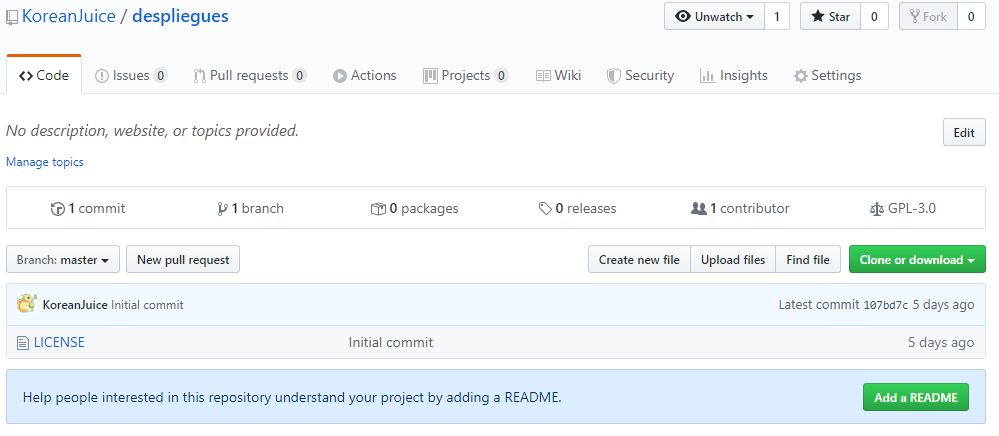 KoreanJuice / despliegues
Unwatch 1 Star 0 Fork 0
Code Issues 0 Pull requests 0 Actions Projects 0 Wiki Security Insights Settings
No description, website, or topics provided.
Edit
Manage topics
1 commit 1 branch 0 packages 0 releases 1 contributor GPL-3.0
Branch: master New pull request Create new file Upload files Find file Clone or download
KoreanJuice Initial commit Latest commit 107bd7c 5 days ago
LICENSE Initial commit 5 days ago
Help people interested in this repository understand your project by adding a README. Add a README